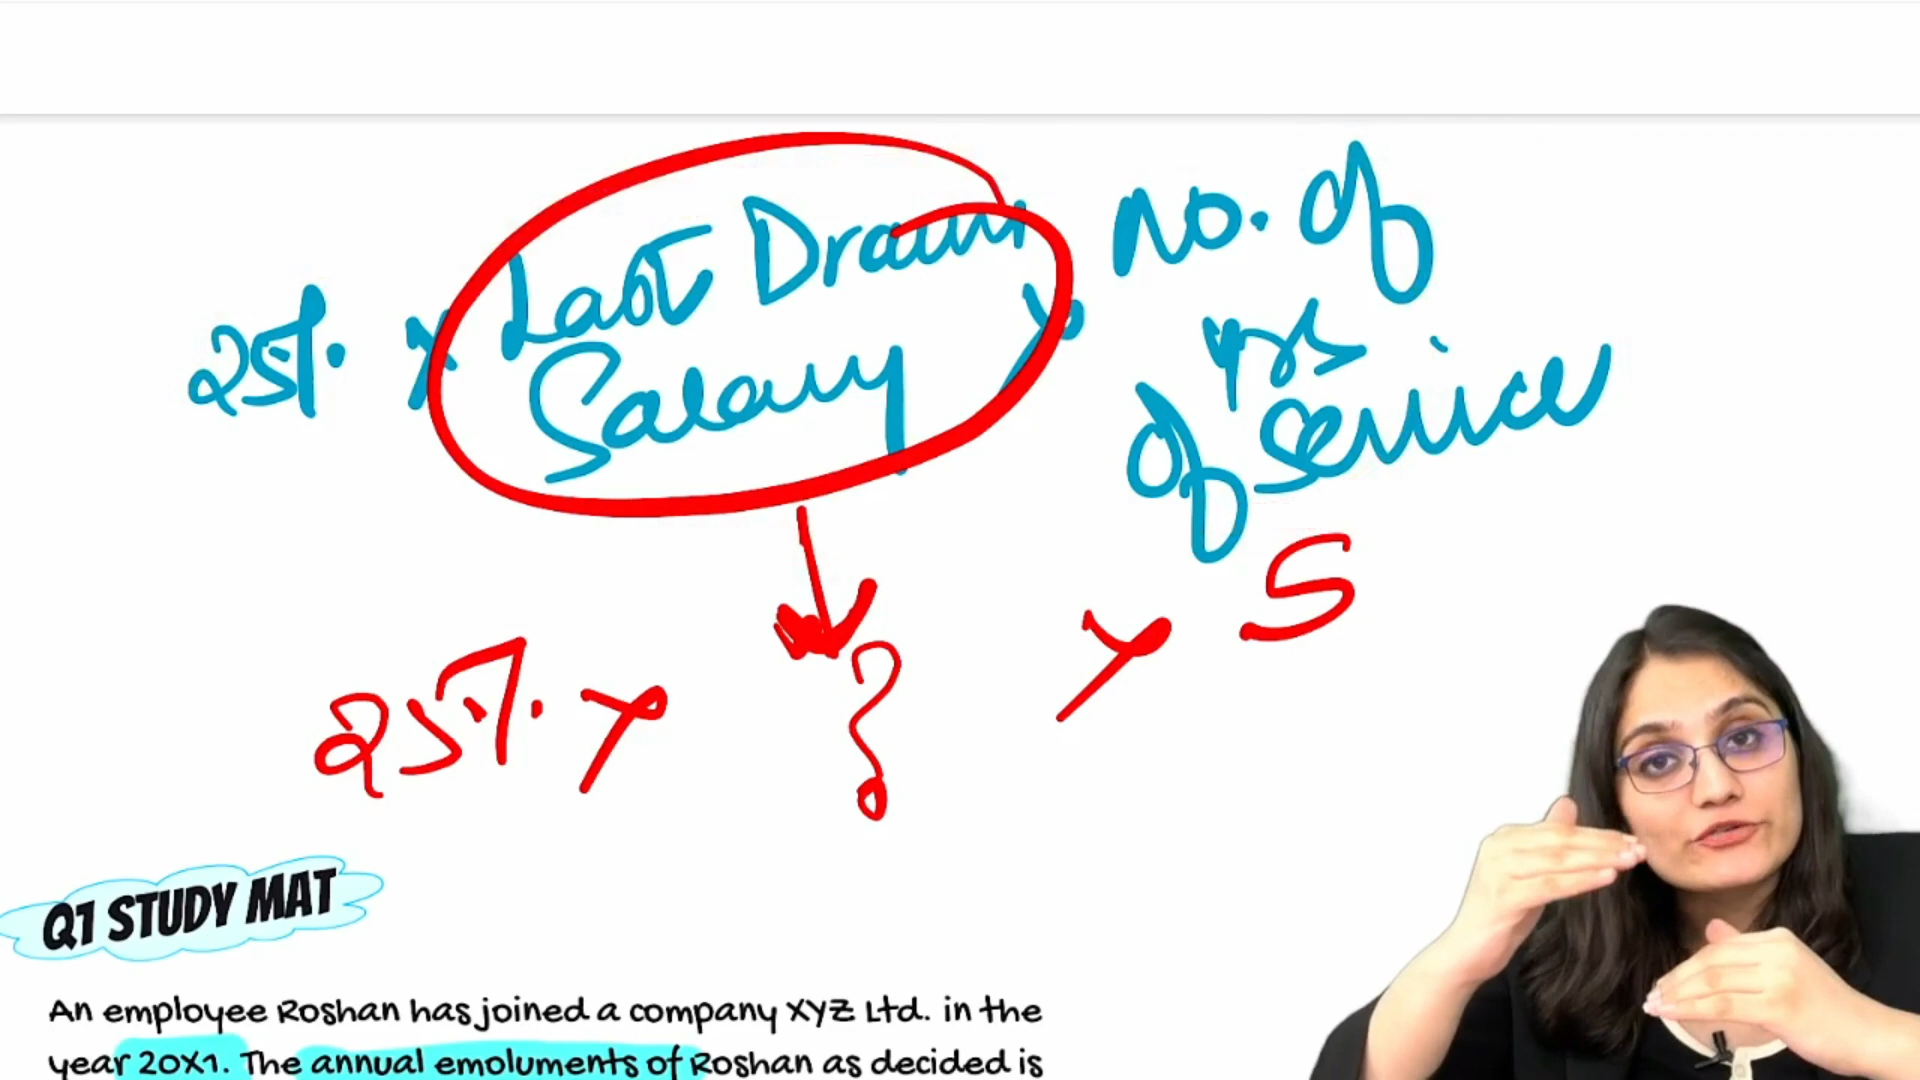 25% x Last Drawn x no. of
Salary yrs
of service
25% x ? x 5
Q1 STUDY MAT
An employee Roshan has joined a company XYZ Ltd. in the
year 20X1. The annual emoluments of Roshan as decided is